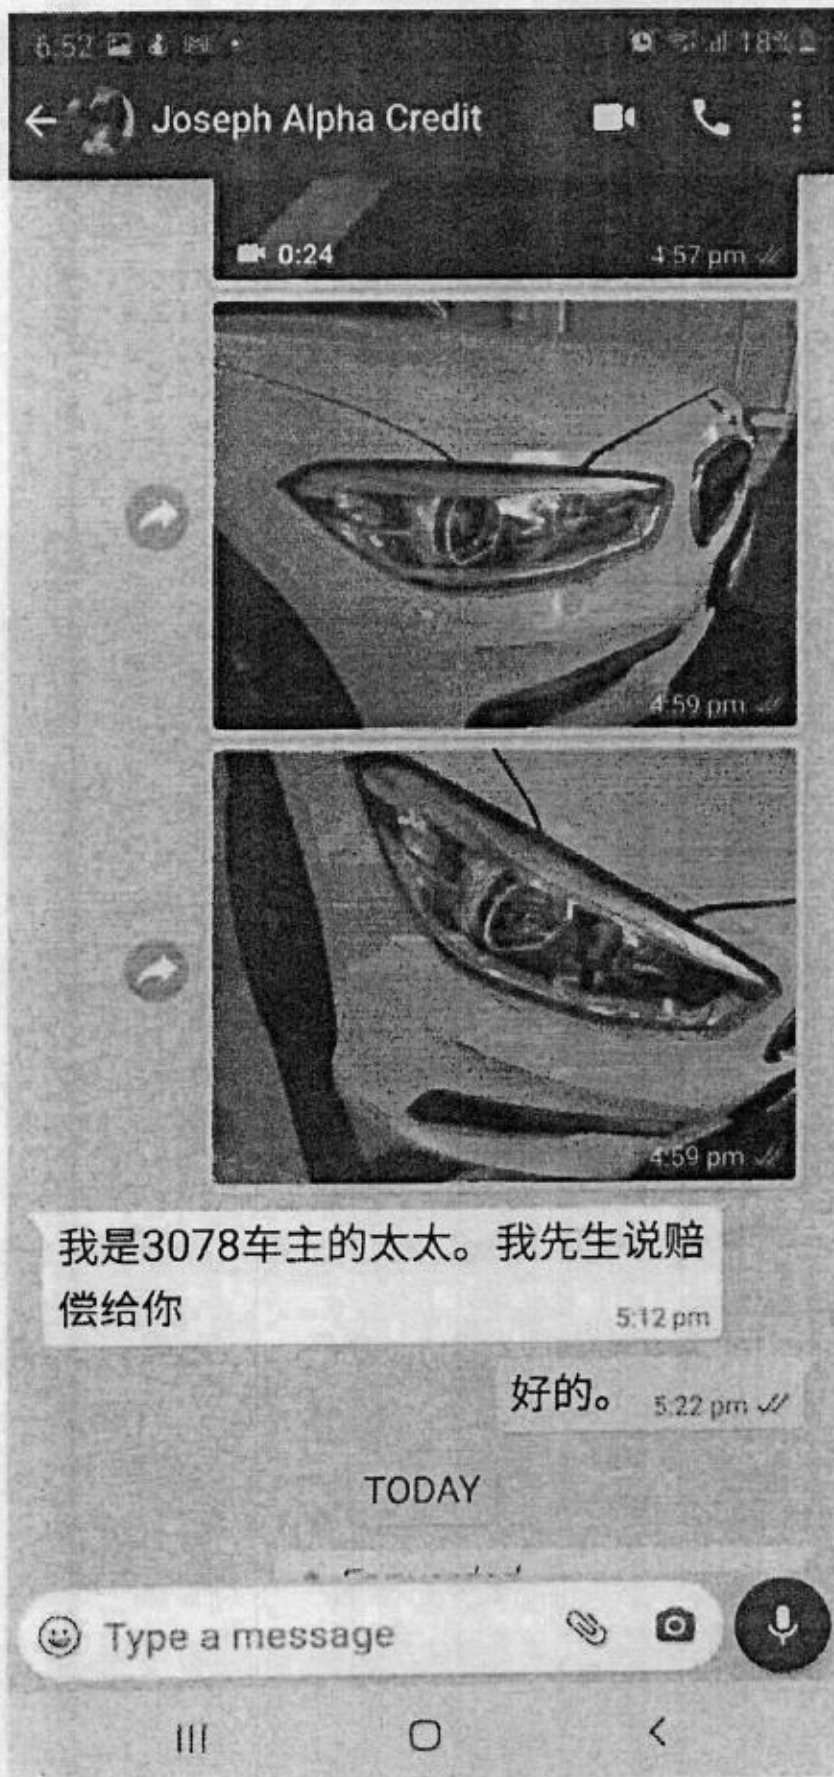 6.52
18%
Joseph Alpha Credit
0:24
4:57 pm
4:59 pm
4:59 pm
我是3078车主的太太。我先生说赔
偿给你
5:12 pm
好的。
5:22 pm
TODAY
Type a message